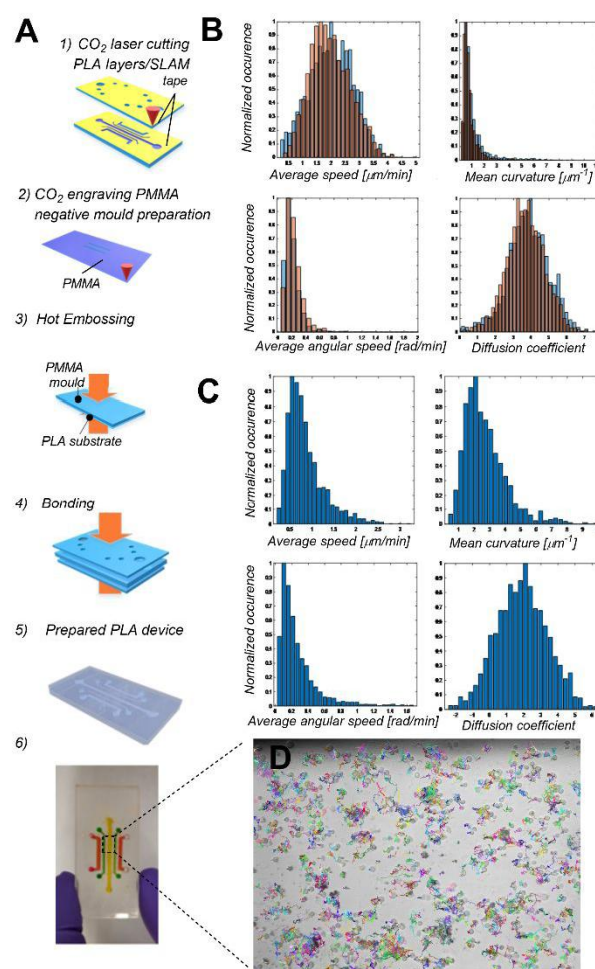 A
1) CO2 laser cutting
PLA layers/SLAM
tape
2) CO2 engraving PMMA
negative mould preparation
PMMA
3) Hot Embossing
PMMA
mould
PLA substrate
4) Bonding
5) Prepared PLA device
6)
B
Normalized occurence
Average speed [μm/min]
Mean curvature [μm⁻¹]
Normalized occurence
Average angular speed [rad/min]
Diffusion coefficient
C
Normalized occurence
Average speed [μm/min]
Mean curvature [μm⁻¹]
Normalized occurence
Average angular speed [rad/min]
Diffusion coefficient
D